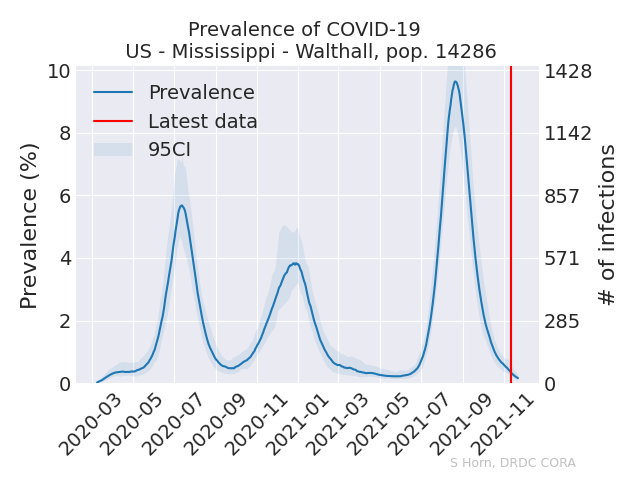 Prevalence of COVID-19
US - Mississippi - Walthall, pop. 14286
Prevalence
Latest data
95CI
Prevalence (%)
10
8
6
4
2
0
# of infections
1428
1142
857
571
285
0
2020-03
2020-05
2020-07
2020-09
2020-11
2021-01
2021-03
2021-05
2021-07
2021-09
2021-11
S Horn, DRDC CORA